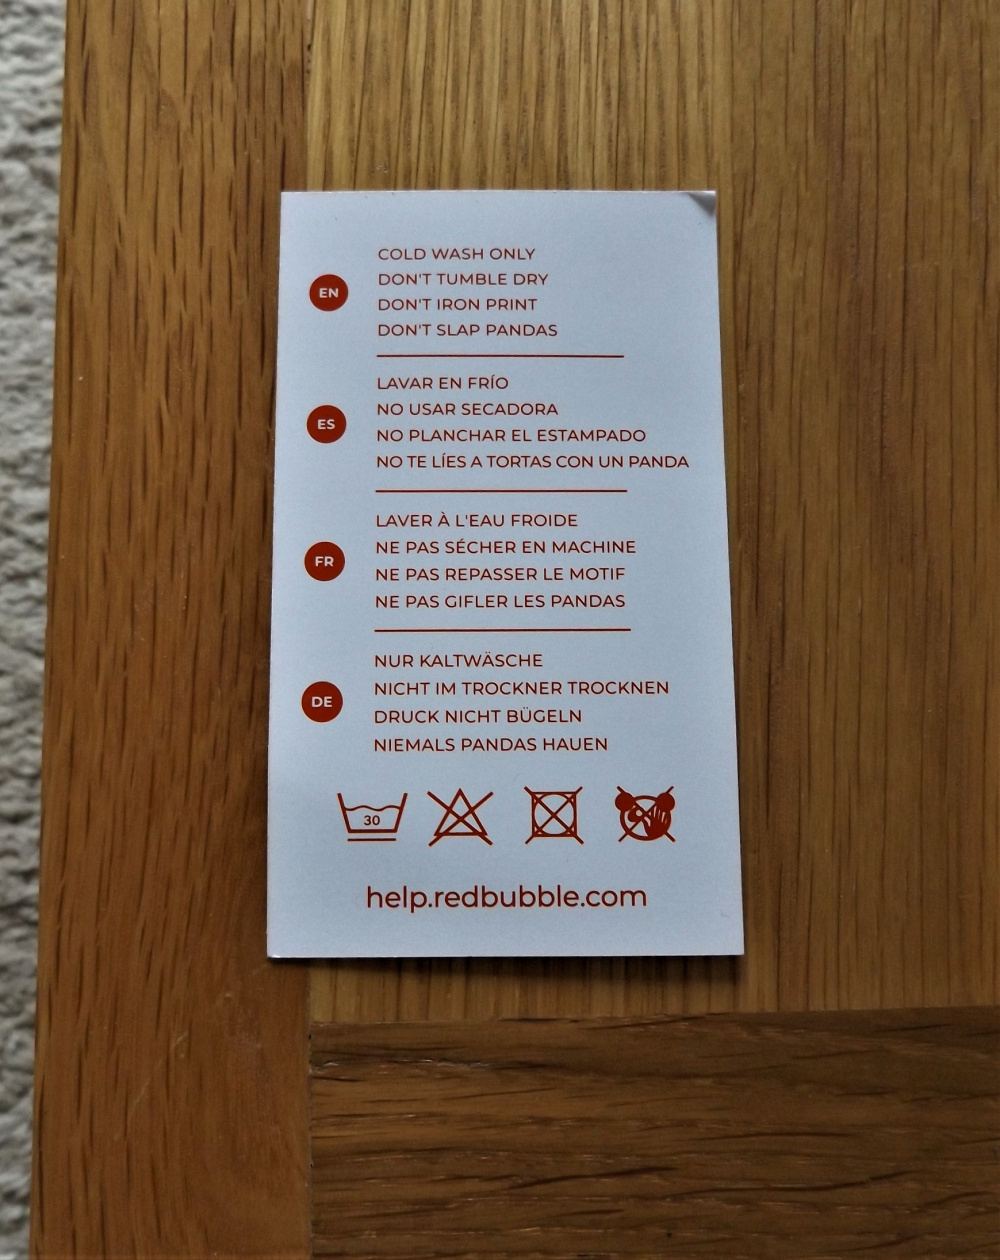 EN
COLD WASH ONLY
DON'T TUMBLE DRY
DON'T IRON PRINT
DON'T SLAP PANDAS
ES
LAVAR EN FRÍO
NO USAR SECADORA
NO PLANCHAR EL ESTAMPADO
NO TE LÍES A TORTAS CON UN PANDA
FR
LAVER À L'EAU FROIDE
NE PAS SÉCHER EN MACHINE
NE PAS REPASSER LE MOTIF
NE PAS GIFLER LES PANDAS
DE
NUR KALTWÄSCHE
NICHT IM TROCKNER TROCKNEN
DRUCK NICHT BÜGELN
NIEMALS PANDAS HAUEN
30
help.redbubble.com